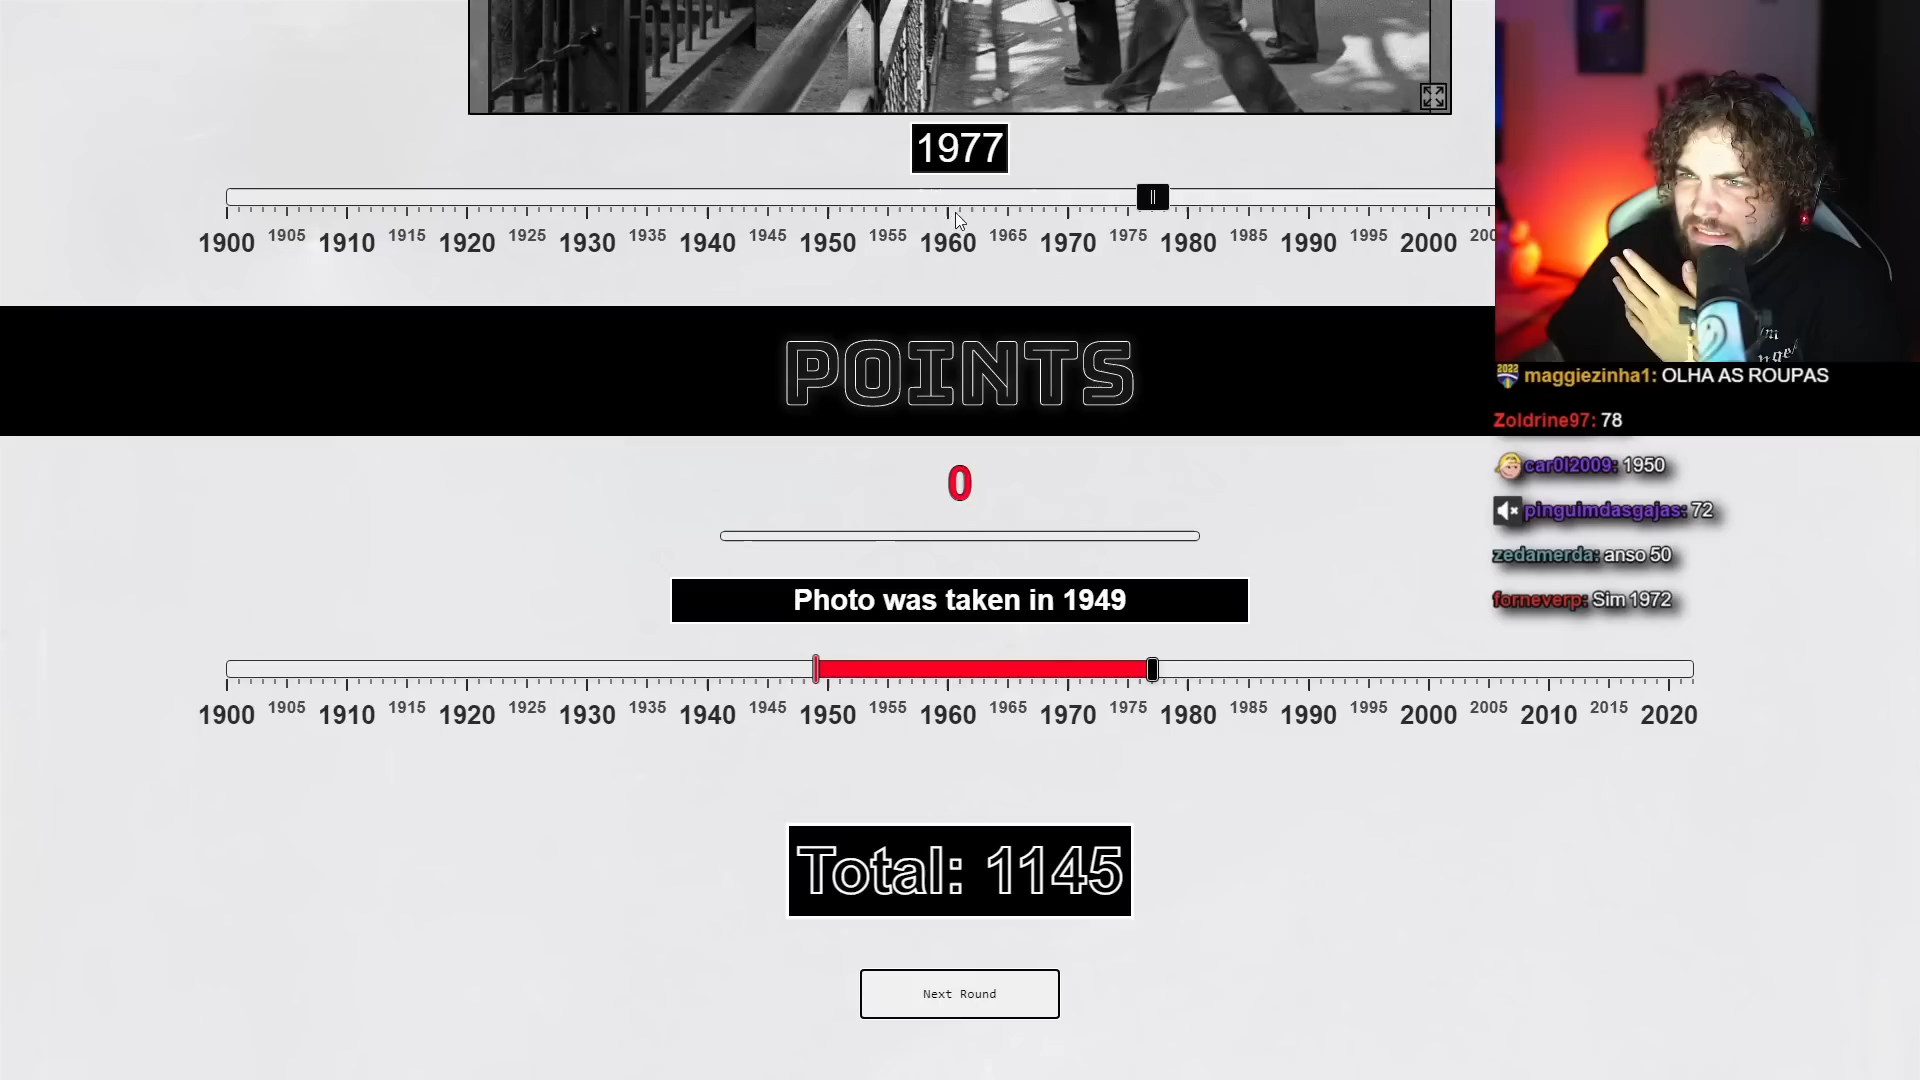 1977
1900 1905 1910 1915 1920 1925 1930 1935 1940 1945 1950 1955 1960 1965 1970 1975 1980 1985 1990 1995 2000
POINTS
maggiezinha1: OLHA AS ROUPAS
Zoldrine97: 78
car0l2009: 1950
pinguimdasgajas: 72
zedamerda: anso 50
forneverp: Sim 1972
0
Photo was taken in 1949
1900 1905 1910 1915 1920 1925 1930 1935 1940 1945 1950 1955 1960 1965 1970 1975 1980 1985 1990 1995 2000 2005 2010 2015 2020
Total: 1145
Next Round